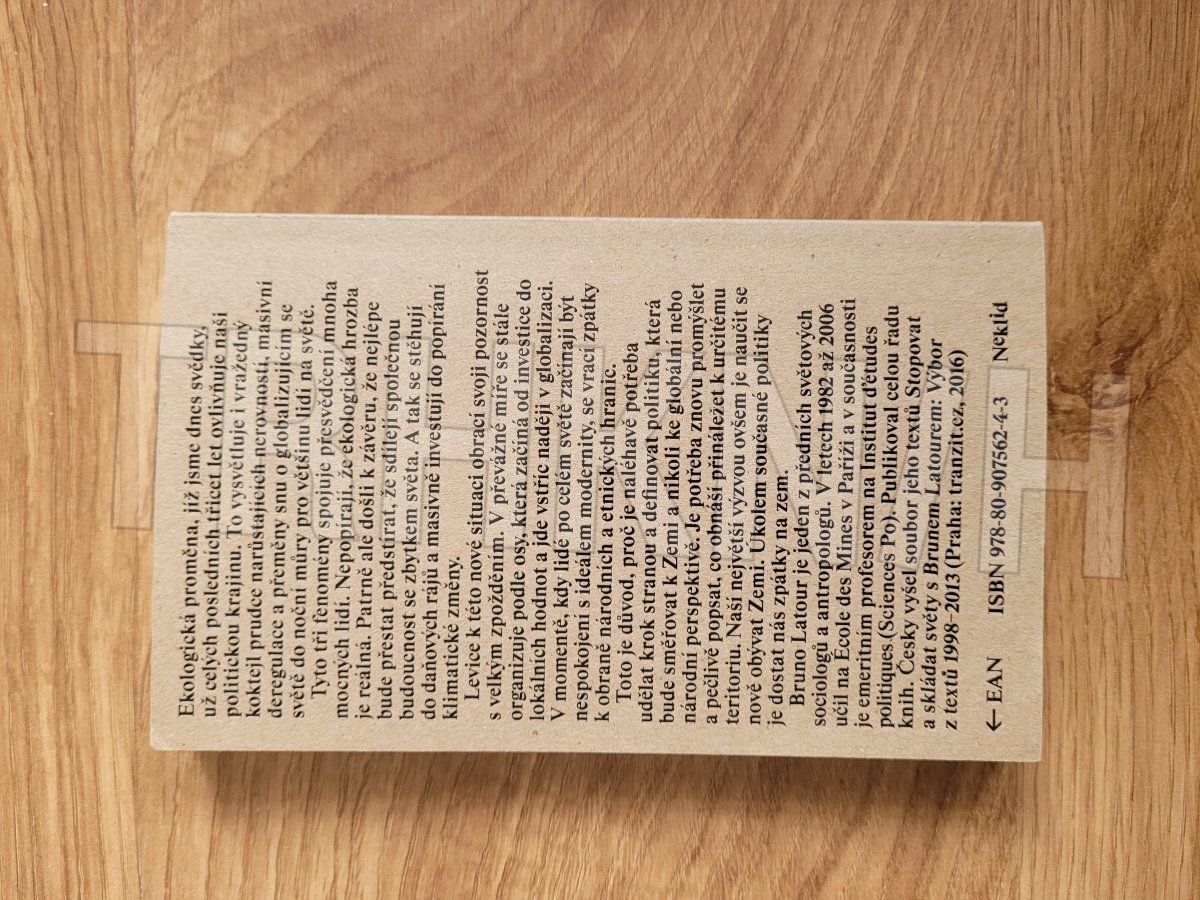 Ekologická proměna, jíž jsme dnes svědky,
už celých posledních třicet let ovlivňuje naši
politickou krajinu. To vysvětluje i vražedný
koktejl prudce narůstajících nerovností, masivní
deregulace a přeměny snu o globalizujícím se
světě do noční můry pro většinu lidí na světě.
Tyto tři fenomény spojuje přesvědčení mnoha
mocných lidí. Nepopírají, že ekologická hrozba
je reálná. Patrně ale došli k závěru, že nejlépe
bude přestat předstírat, že sdílejí společnou
budoucnost se zbytkem světa. A tak se stěhují
do daňových rájů a masivně investují do popírání
klimatické změny.
Levice k této nové situaci obrací svoji pozornost
s velkým zpožděním. V převážné míře se stále
organizuje podle osy, která začíná od investice do
lokálních hodnot a jde vstříc naději v globalizaci.
V momentě, kdy lidé po celém světě začínají být
nespokojení s ideálem modernity, se vrací zpátky
k obraně národních a etnických hranic.
Toto je důvod, proč je naléhavě potřeba
udělat krok stranou a definovat politiku, která
bude směřovat k Zemi a nikoli ke globální nebo
národní perspektivě. Je potřeba znovu promýšlet
a pečlivě popsat, co obnáší přináležet k určitému
teritoriu. Naší největší výzvou ovšem je naučit se
nově obývat Zemi. Úkolem současné politiky
je dostat nás zpátky na zem.
Bruno Latour je jeden z předních světových
sociologů a antropologů. V letech 1982 až 2006
učil na École des Mines v Paříži a v současnosti
je emeritním profesorem na Institut d'études
politiques (Sciences Po). Publikoval celou řadu
knih. Česky vyšel soubor jeho textů Stopovat
a skládat světy s Brunem Latourem: Výbor
z textů 1998–2013 (Praha: tranzit.cz, 2016)
← EAN ISBN 978-80-907562-4-3 Neklid